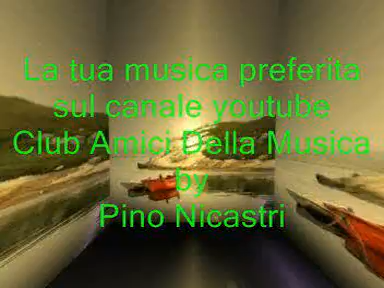 La tua musica preferita
sul canale youtube
Club Amici Della Musica
by
Pino Nicastri